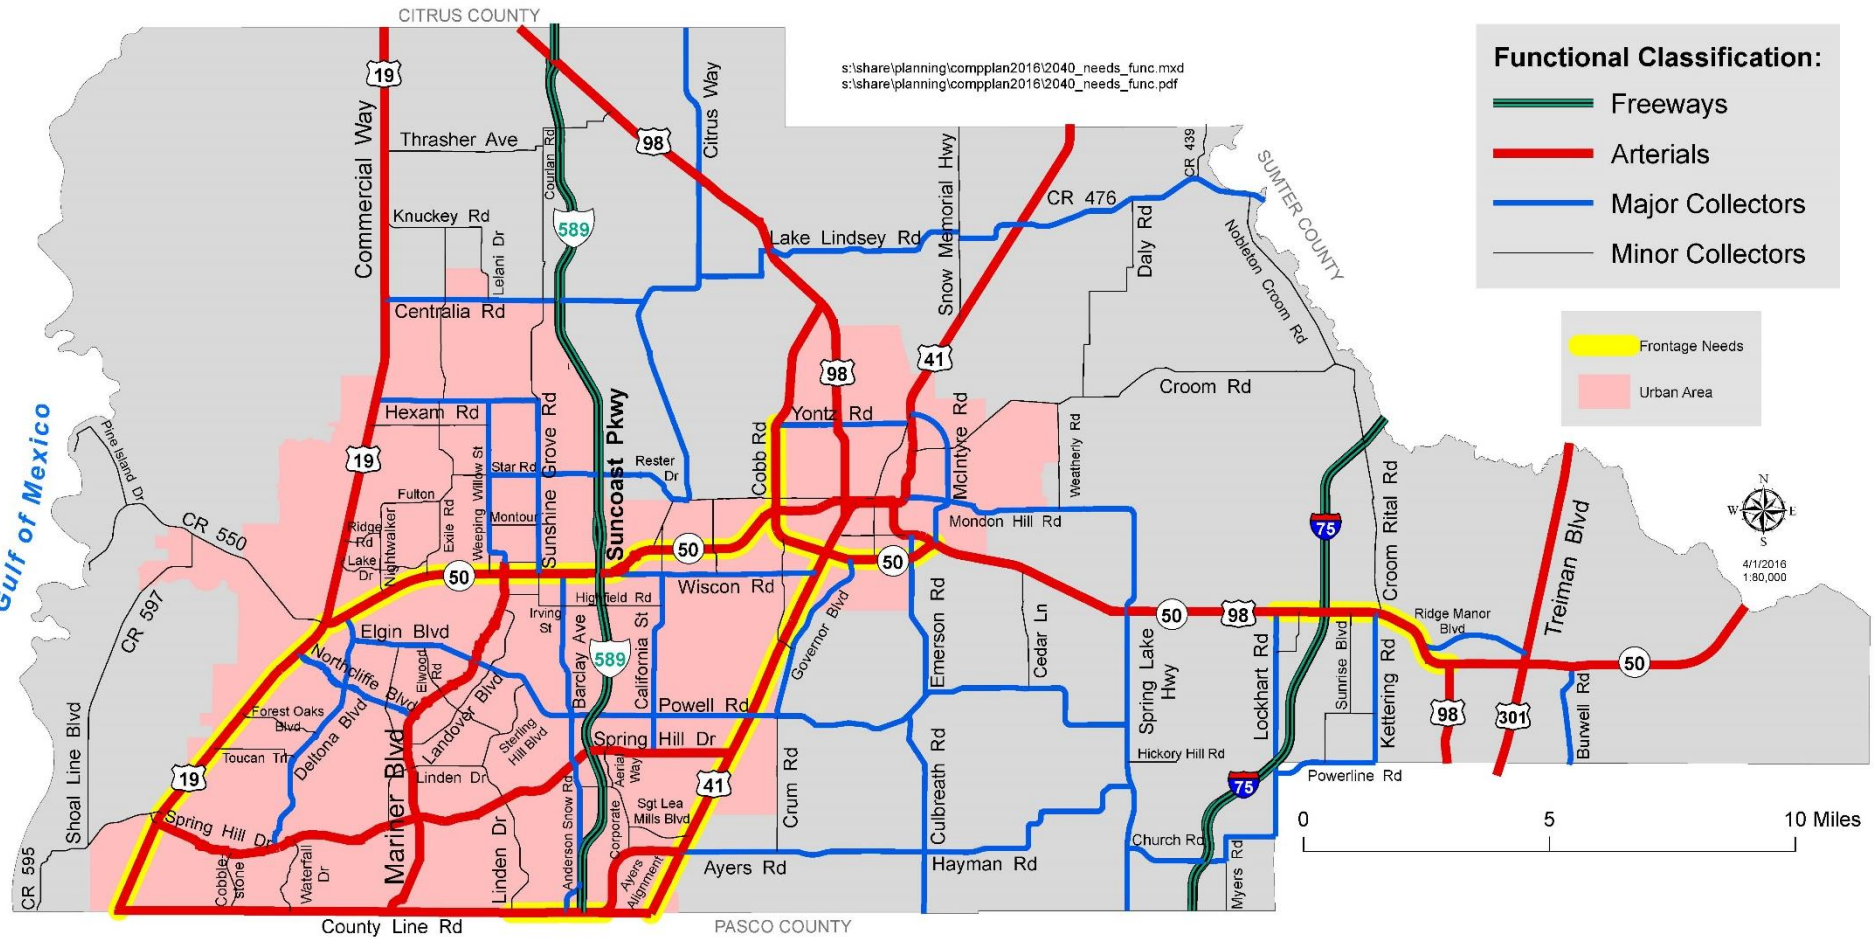 CITRUS COUNTY
s:\share\planning\compplan2016\2040_needs_func.mxd
s:\share\planning\compplan2016\2040_needs_func.pdf
Functional Classification:
Freeways
Arterials
Major Collectors
Minor Collectors
Frontage Needs
Urban Area
19
Commercial Way
Thrasher Ave
Courlan Rd
98
Citrus Way
Snow Memorial Hwy
CR 439
SUMTER COUNTY
CR 476
Knuckey Rd
Lelani Dr
589
Lake Lindsey Rd
Daly Rd
Nobleton Croom Rd
Centralia Rd
98
41
Croom Rd
Hexam Rd
Sunshine Grove Rd
Suncoast Pkwy
Yontz Rd
Cobb Rd
McIntyre Rd
Weatherly Rd
Gulf of Mexico
Pine Island Dr
19
Star Rd
Rester
Dr
Weeping Willow St
Fulton
Exile Rd
Nightwalker
Montour
Ridge
Rd
Lake
Dr
CR 550
Mondon Hill Rd
75
Croom Rital Rd
Treiman Blvd
N
W E
S
4/1/2016
1:80,000
50
50
50
Wiscon Rd
Highfield Rd
Irving
St
CR 597
Elgin Blvd
Northcliffe Blvd
Elwood
Rd
Barclay Ave
589
California St
Governor Blvd
Emerson Rd
Cedar Ln
50
98
Spring Lake
Hwy
Lockhart Rd
Sunrise Blvd
Kettering Rd
Ridge Manor
Blvd
50
98
301
Burwell Rd
Shoal Line Blvd
Forest Oaks
Blvd
Deltona Blvd
Toucan Trl
19
Mariner Blvd
Landover Blvd
Sterling
Hill Blvd
Linden Dr
Powell Rd
Spring Hill Dr
Aerial
Way
41
Crum Rd
Culbreath Rd
Hickory Hill Rd
75
Powerline Rd
0 5 10 Miles
Spring Hill Dr
Cobble
stone
Waterfall
Dr
Linden Dr
Anderson Snow Rd
Corporate
Sgt Lea
Mills Blvd
Ayers
Alignment
Ayers Rd
Hayman Rd
Church Rd
Myers Rd
CR 595
County Line Rd
PASCO COUNTY